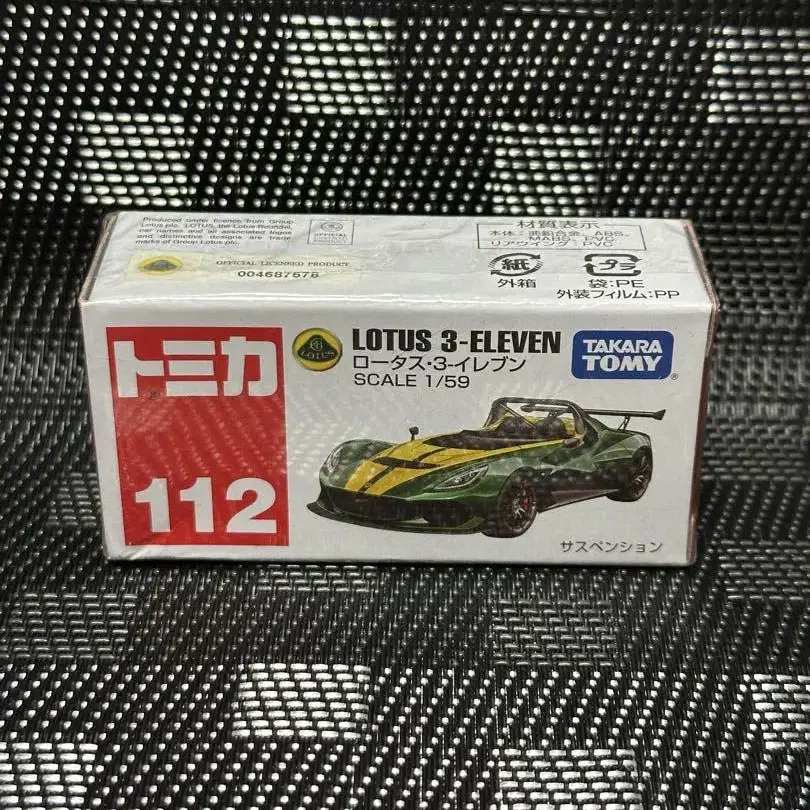 Produced under licence from Group
Lotus plc. LOTUS, the Lotus Roundel,
car names and all associated logos
and distinctive designs are trade
marks of Group Lotus plc.
OFFICIAL
OFFICIAL LICENSED PRODUCT
004687578
材質表示
本体:亜鉛合金、ABS、
MABS、PVC
リアウイング:PVC
紙
外箱
プラ
袋:PE
外装フィルム:PP
トミカ
112
LOTUS
LOTUS 3-ELEVEN
ロータス・3-イレブン
SCALE 1/59
TAKARA
TOMY
®
サスペンション